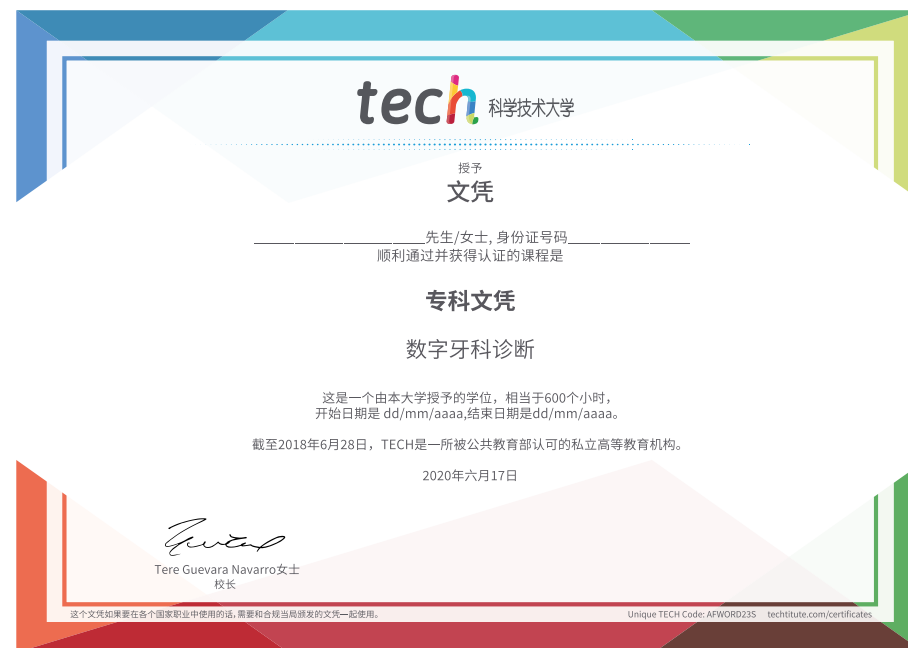 tech 科学技术大学
授予
文凭
_____________________先生/女士, 身份证号码_______________
顺利通过并获得认证的课程是
专科文凭
数字牙科诊断
这是一个由本大学授予的学位，相当于600个小时，
开始日期是 dd/mm/aaaa,结束日期是dd/mm/aaaa。
截至2018年6月28日，TECH是一所被公共教育部认可的私立高等教育机构。
2020年六月17日
Tere Guevara Navarro女士
校长
这个文凭如果要在各个国家职业中使用的话,需要和合规当局颁发的文凭一起使用。
Unique TECH Code: AFWORD23S techtitute.com/certificates